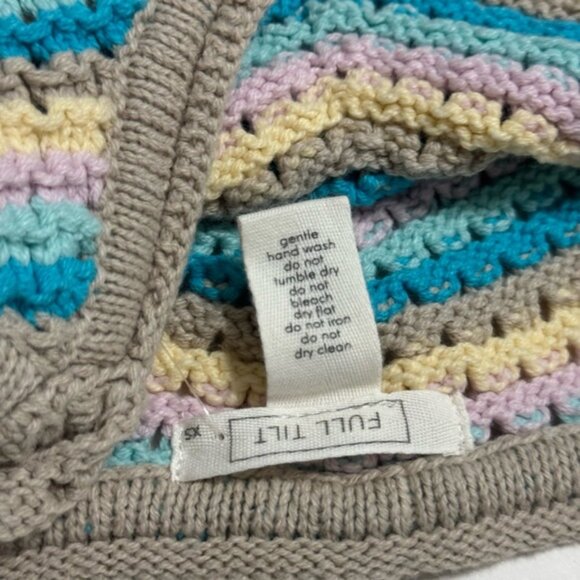 gentle
hand wash
do not
tumble dry
do not
bleach
dry flat
do not iron
do not
dry clean
FULL TILT
XS